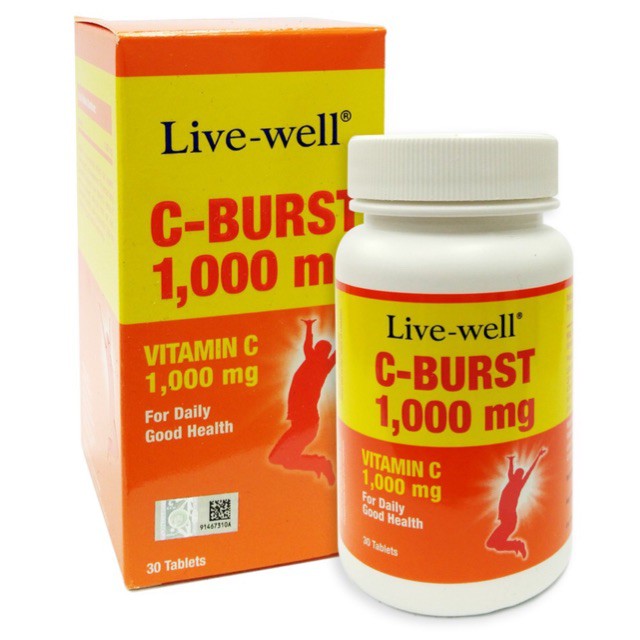 Live-well®
C-BURST
1,000 m
VITAMIN C
1,000 mg
For Daily
Good Health
91467310A
30 Tablets
Live-well®
C-BURST
1,000 mg
VITAMIN C
1,000 mg
For Daily
Good Health
30 Tablets